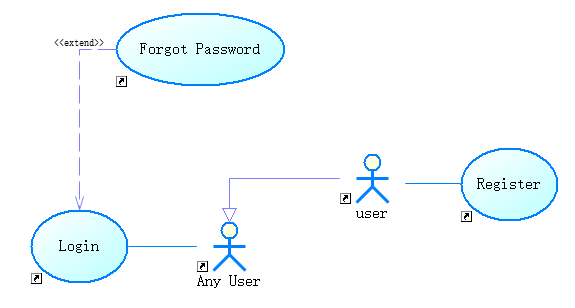 Forgot Password
<<extend>>
Register
user
Login
Any User